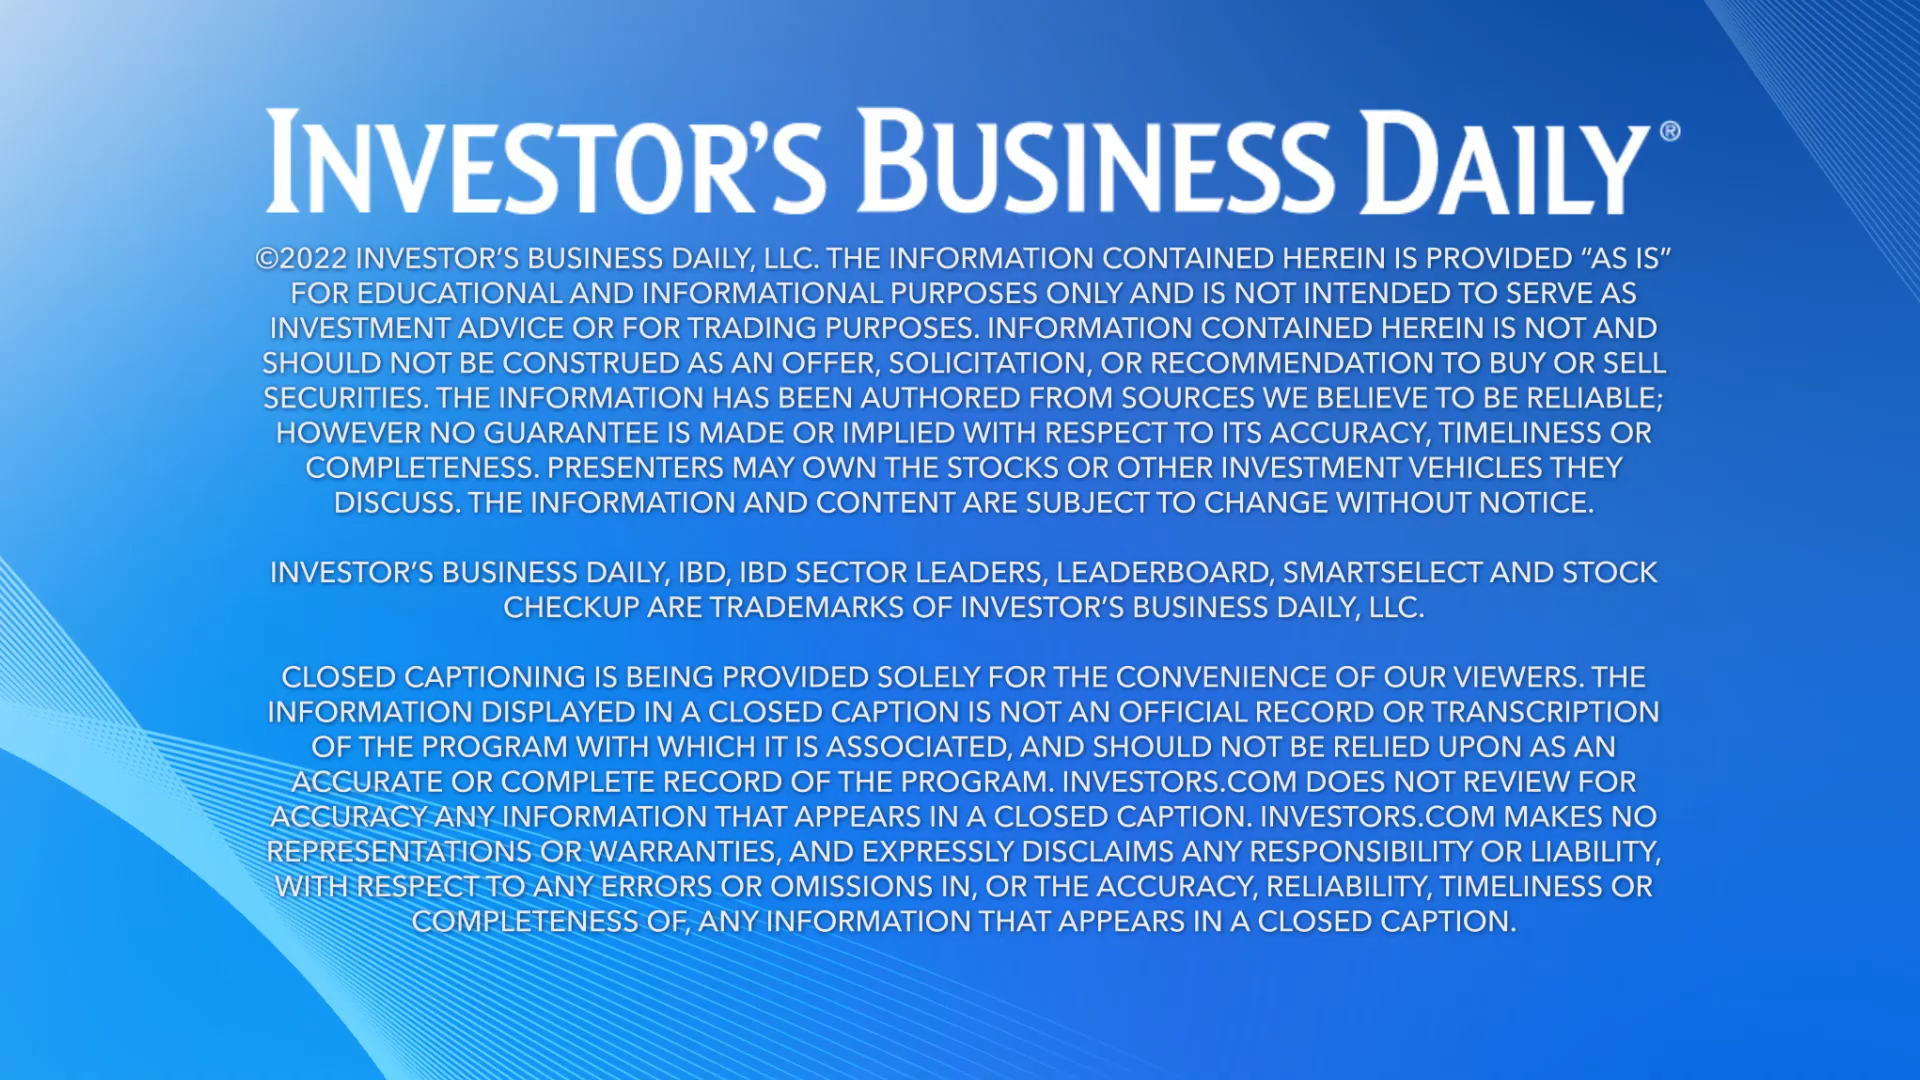 INVESTOR'S BUSINESS DAILY®
©2022 INVESTOR'S BUSINESS DAILY, LLC. THE INFORMATION CONTAINED HEREIN IS PROVIDED “AS IS”
FOR EDUCATIONAL AND INFORMATIONAL PURPOSES ONLY AND IS NOT INTENDED TO SERVE AS
INVESTMENT ADVICE OR FOR TRADING PURPOSES. INFORMATION CONTAINED HEREIN IS NOT AND
SHOULD NOT BE CONSTRUED AS AN OFFER, SOLICITATION, OR RECOMMENDATION TO BUY OR SELL
SECURITIES. THE INFORMATION HAS BEEN AUTHORED FROM SOURCES WE BELIEVE TO BE RELIABLE;
HOWEVER NO GUARANTEE IS MADE OR IMPLIED WITH RESPECT TO ITS ACCURACY, TIMELINESS OR
COMPLETENESS. PRESENTERS MAY OWN THE STOCKS OR OTHER INVESTMENT VEHICLES THEY
DISCUSS. THE INFORMATION AND CONTENT ARE SUBJECT TO CHANGE WITHOUT NOTICE.
INVESTOR'S BUSINESS DAILY, IBD, IBD SECTOR LEADERS, LEADERBOARD, SMARTSELECT AND STOCK
CHECKUP ARE TRADEMARKS OF INVESTOR'S BUSINESS DAILY, LLC.
CLOSED CAPTIONING IS BEING PROVIDED SOLELY FOR THE CONVENIENCE OF OUR VIEWERS. THE
INFORMATION DISPLAYED IN A CLOSED CAPTION IS NOT AN OFFICIAL RECORD OR TRANSCRIPTION
OF THE PROGRAM WITH WHICH IT IS ASSOCIATED, AND SHOULD NOT BE RELIED UPON AS AN
ACCURATE OR COMPLETE RECORD OF THE PROGRAM. INVESTORS.COM DOES NOT REVIEW FOR
ACCURACY ANY INFORMATION THAT APPEARS IN A CLOSED CAPTION. INVESTORS.COM MAKES NO
REPRESENTATIONS OR WARRANTIES, AND EXPRESSLY DISCLAIMS ANY RESPONSIBILITY OR LIABILITY,
WITH RESPECT TO ANY ERRORS OR OMISSIONS IN, OR THE ACCURACY, RELIABILITY, TIMELINESS OR
COMPLETENESS OF, ANY INFORMATION THAT APPEARS IN A CLOSED CAPTION.